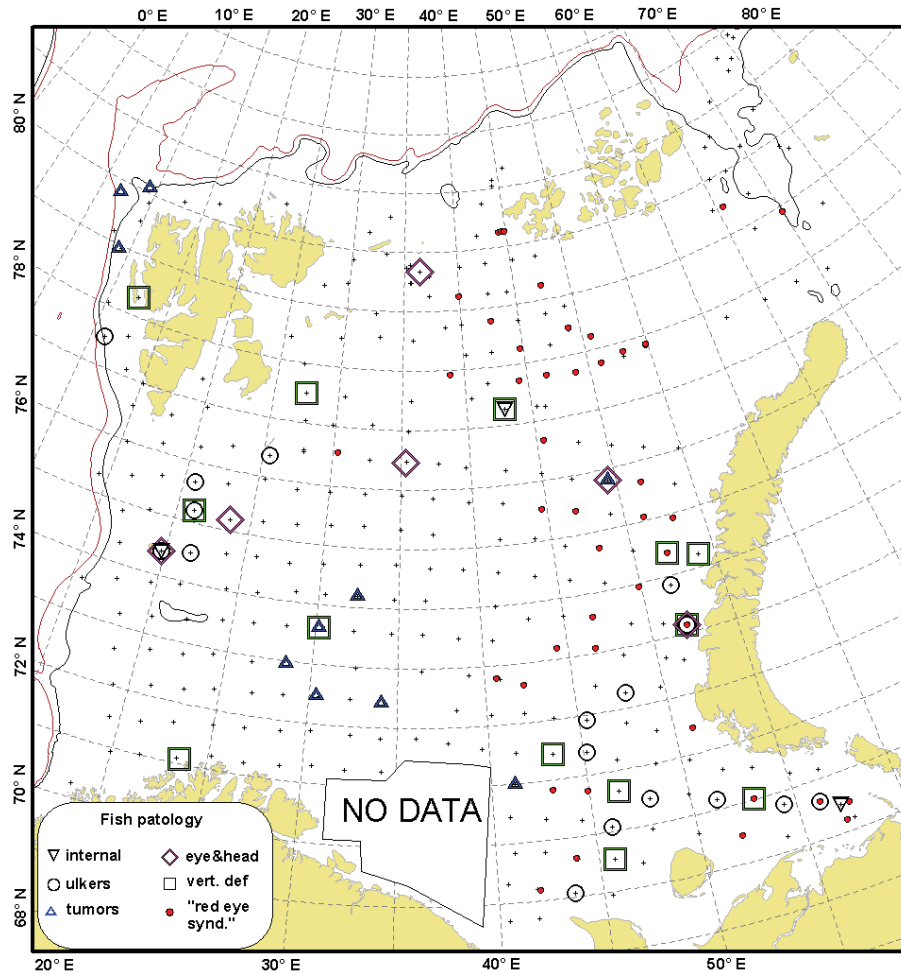 0° E 10° E 20° E 30° E 40° E 50° E 60° E 70° E 80° E
80° N
78° N
76° N
74° N
72° N
70° N
68° N
NO DATA
Fish patology
internal
ulkers
tumors
eye&head
vert. def
"red eye
synd."
20° E 30° E 40° E 50° E